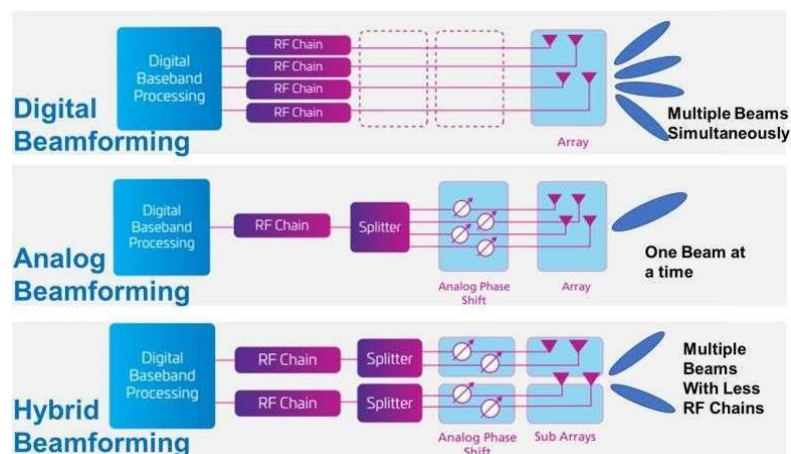 Digital
Beamforming
Digital
Baseband
Processing
RF Chain
RF Chain
RF Chain
RF Chain
Array
Multiple Beams
Simultaneously
Analog
Beamforming
Digital
Baseband
Processing
RF Chain
Splitter
Analog Phase
Shift
Array
One Beam at
a time
Hybrid
Beamforming
Digital
Baseband
Processing
RF Chain
RF Chain
Splitter
Splitter
Analog Phase
Shift
Sub Arrays
Multiple
Beams
With Less
RF Chains